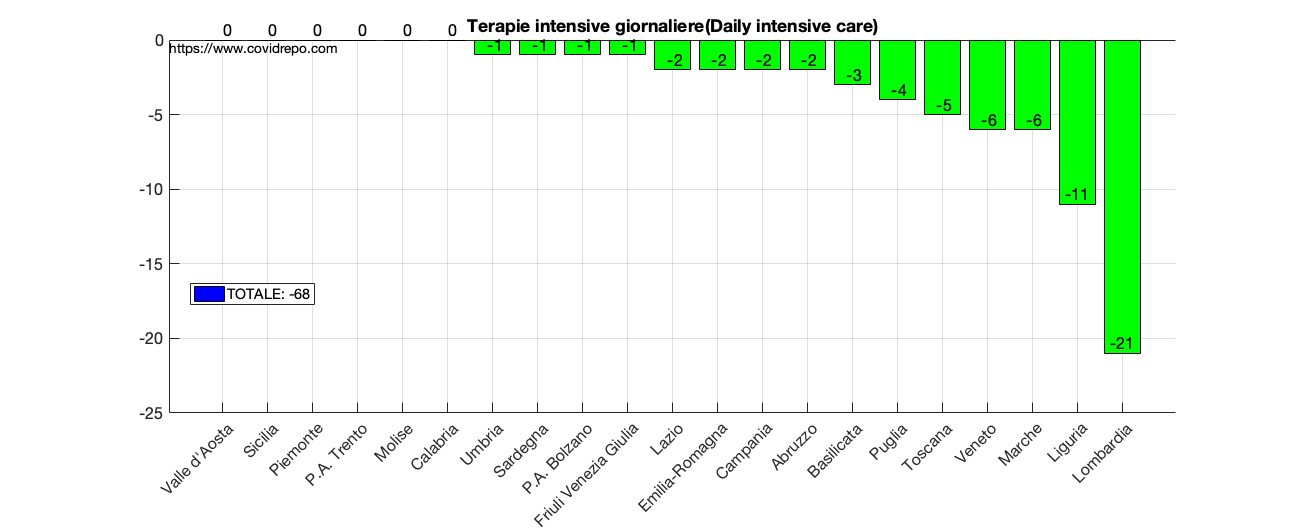 Terapie intensive giornaliere(Daily intensive care)
0 0 0 0 0 0
https://www.covidrepo.com
0
-5
-10
-15
-20
-25
-1 -1 -1 -1 -2 -2 -2 -2 -3 -4 -5 -6 -6 -11 -21
TOTALE: -68
Valle d'Aosta
Sicilia
Piemonte
P.A. Trento
Molise
Calabria
Umbria
Sardegna
P.A. Bolzano
Friuli Venezia Giulia
Lazio
Emilia-Romagna
Campania
Abruzzo
Basilicata
Puglia
Toscana
Veneto
Marche
Liguria
Lombardia